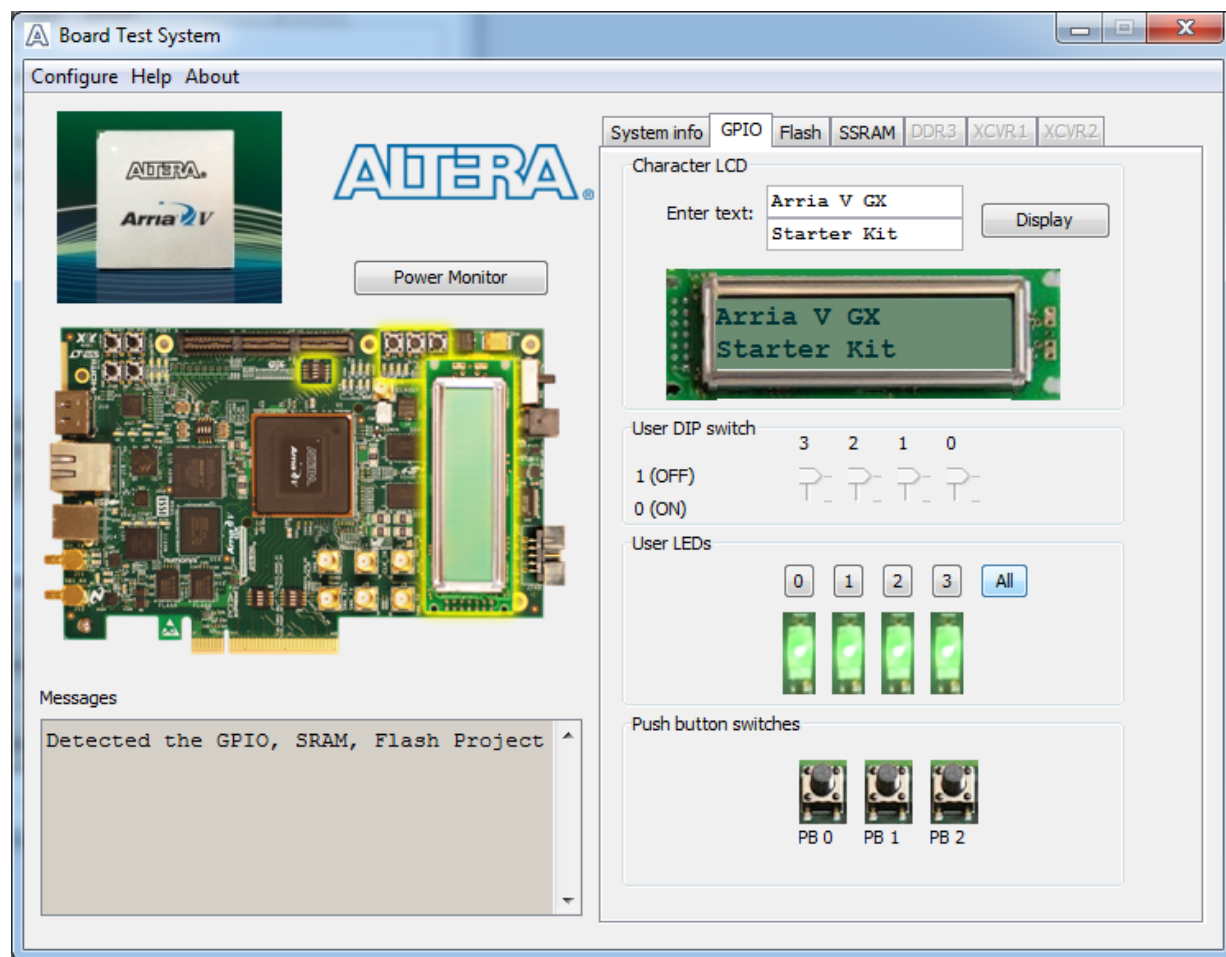 Board Test System
Configure Help About
ALTERA®
Arria V
ALTERA®
Power Monitor
ALTERA
Arria V
Messages
Detected the GPIO, SRAM, Flash Project
System info GPIO Flash SSRAM DDR3 XCVR1 XCVR2
Character LCD
Enter text:
Arria V GX
Starter Kit
Display
Arria V GX
Starter Kit
User DIP switch
3 2 1 0
1 (OFF)
0 (ON)
User LEDs
0 1 2 3 All
Push button switches
PB 0 PB 1 PB 2